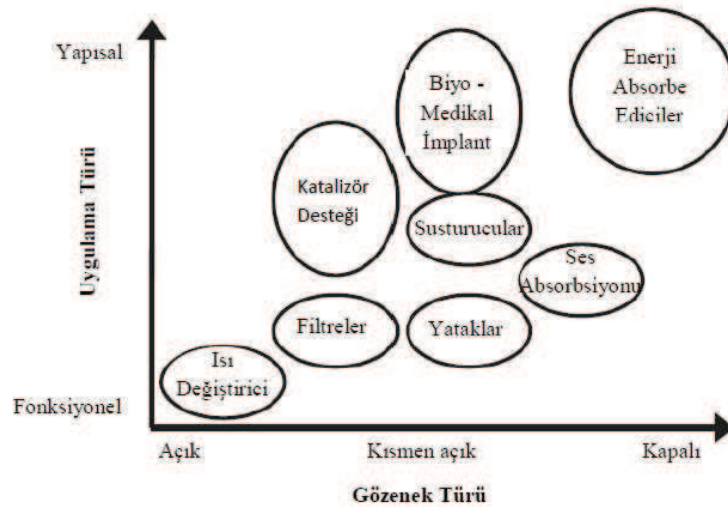 Yapısal
Enerji
Absorbe
Ediciler
Biyo -
Medikal
İmplant
Katalizör
Desteği
Susturucular
Ses
Absorbsiyonu
Filtreler
Yataklar
Isı
Değiştirici
Uygulama Türü
Fonksiyonel
Açık
Kısmen açık
Kapalı
Gözenek Türü